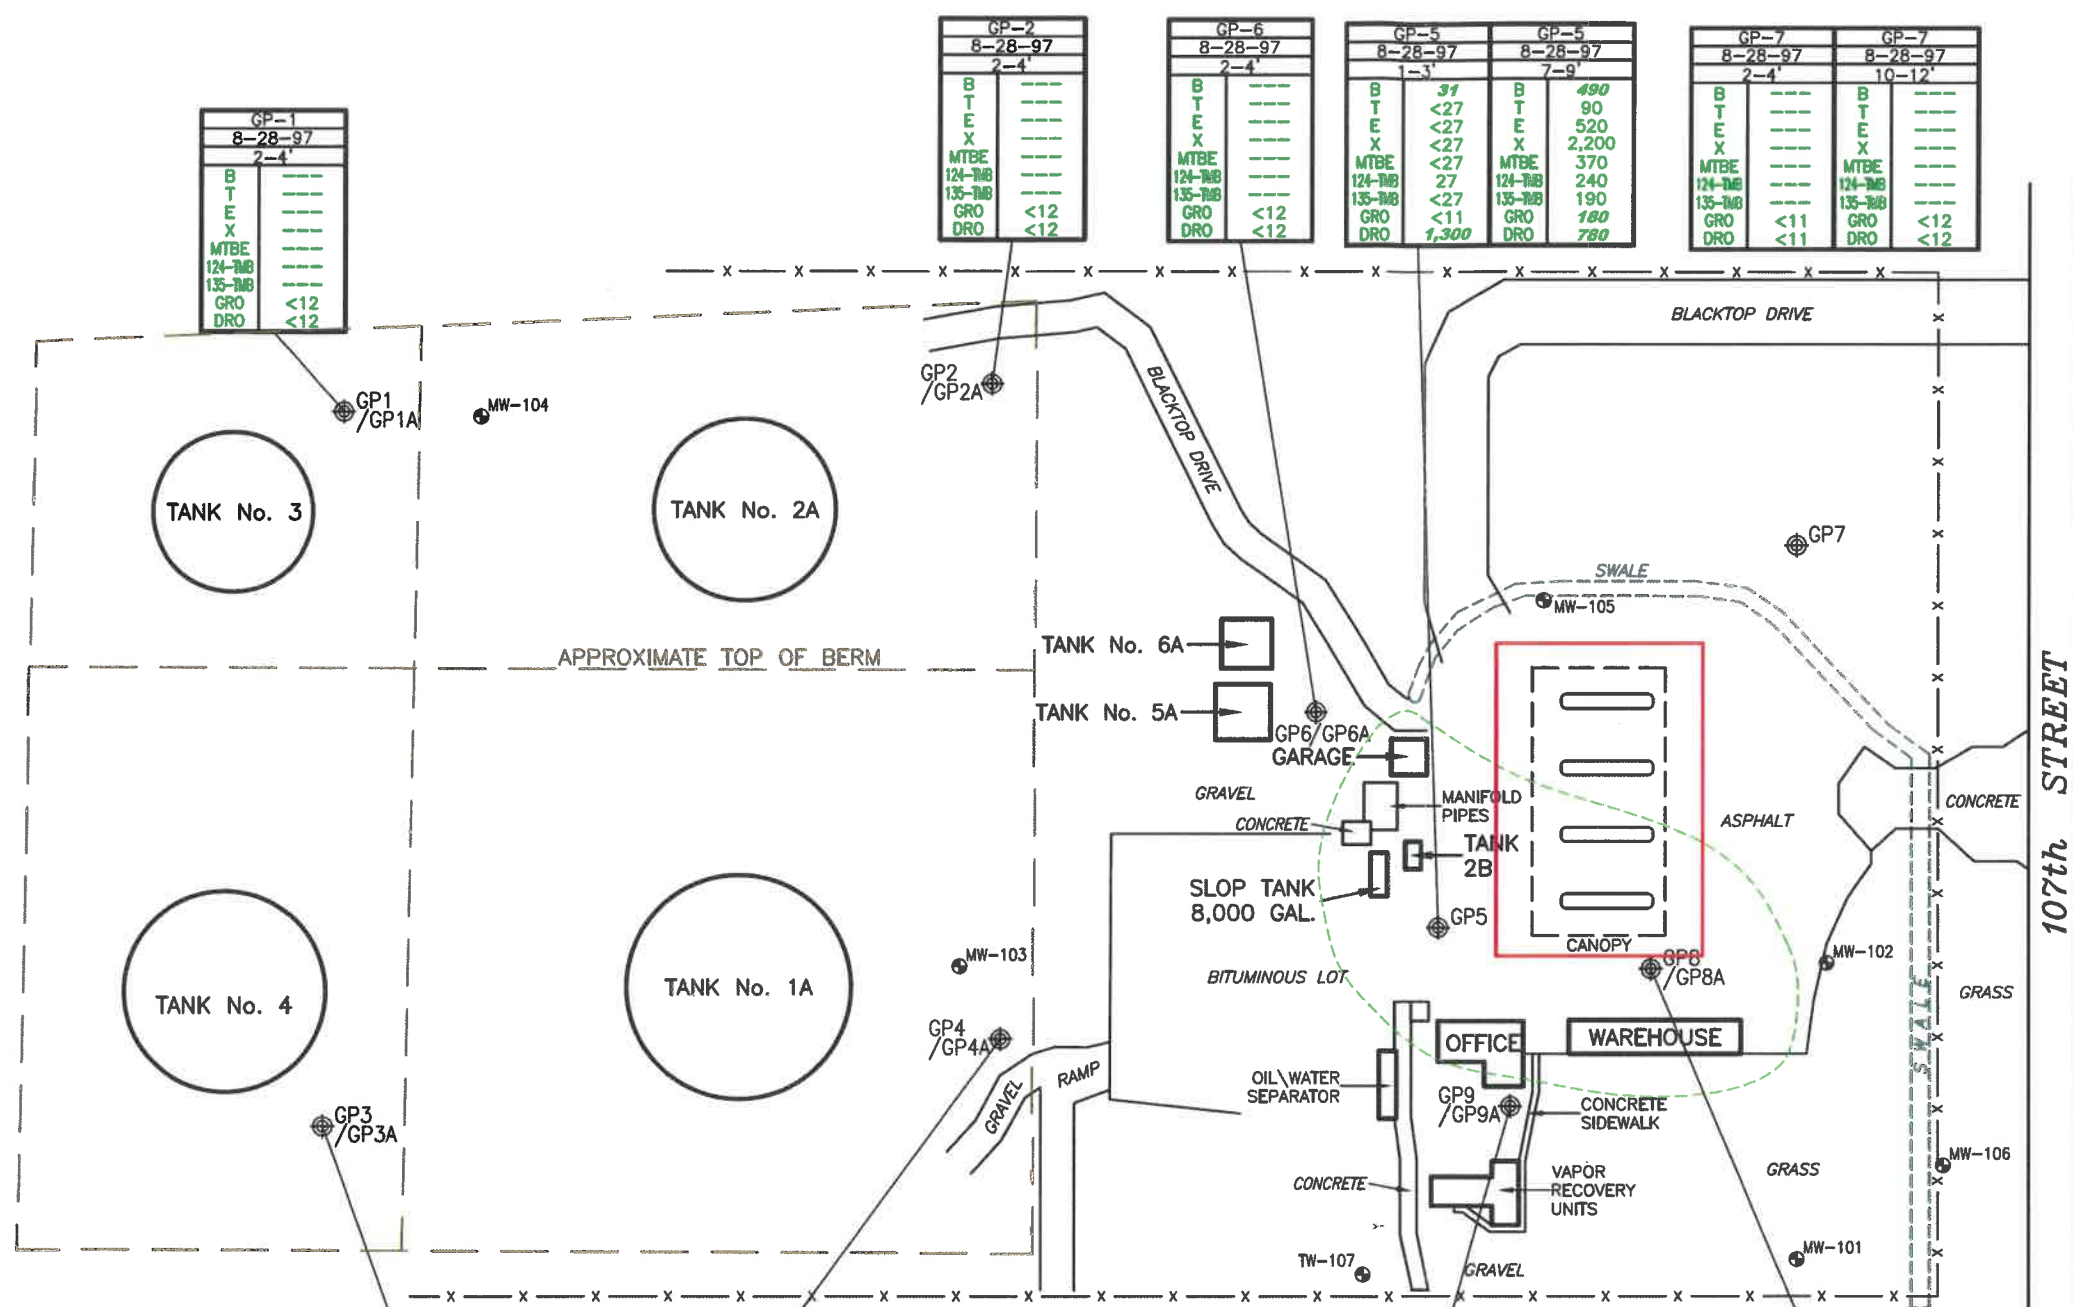 GP-2
8-28-97
2-4'
B ---
T ---
E ---
X ---
MTBE ---
124-TMB ---
135-TMB ---
GRO <12
DRO <12
GP-6
8-28-97
2-4'
B ---
T ---
E ---
X ---
MTBE ---
124-TMB ---
135-TMB ---
GRO <12
DRO <12
GP-5 GP-5
8-28-97 8-28-97
1-3' 7-9'
B 31 B 490
T <27 T 90
E <27 E 520
X <27 X 2,200
MTBE <27 MTBE 370
124-TMB 27 124-TMB 240
135-TMB <27 135-TMB 190
GRO <11 GRO 180
DRO 1,300 DRO 780
GP-7 GP-7
8-28-97 8-28-97
2-4' 10-12'
B --- B ---
T --- T ---
E --- E ---
X --- X ---
MTBE --- MTBE ---
124-TMB --- 124-TMB ---
135-TMB --- 135-TMB ---
GRO <11 GRO <12
DRO <11 DRO <12
GP-1
8-28-97
2-4'
B ---
T ---
E ---
X ---
MTBE ---
124-TMB ---
135-TMB ---
GRO <12
DRO <12
BLACKTOP DRIVE
GP1
/GP1A
MW-104
GP2
/GP2A
BLACKTOP DRIVE
TANK No. 3
TANK No. 2A
GP7
SWALE
MW-105
APPROXIMATE TOP OF BERM
TANK No. 6A
TANK No. 5A
GP6/GP6A
GARAGE
107th STREET
GRAVEL
MANIFOLD
PIPES
CONCRETE
CONCRETE
ASPHALT
TANK
2B
SLOP TANK
8,000 GAL.
GP5
CANOPY
GP8
/GP8A
MW-102
MW-103
BITUMINOUS LOT
GRASS
TANK No. 4
TANK No. 1A
GP4
/GP4A
OFFICE
WAREHOUSE
SWALE
RAMP
GRAVEL
OIL\WATER
SEPARATOR
GP9
/GP9A
CONCRETE
SIDEWALK
GP3
/GP3A
MW-106
GRASS
CONCRETE
VAPOR
RECOVERY
UNITS
MW-101
TW-107
GRAVEL